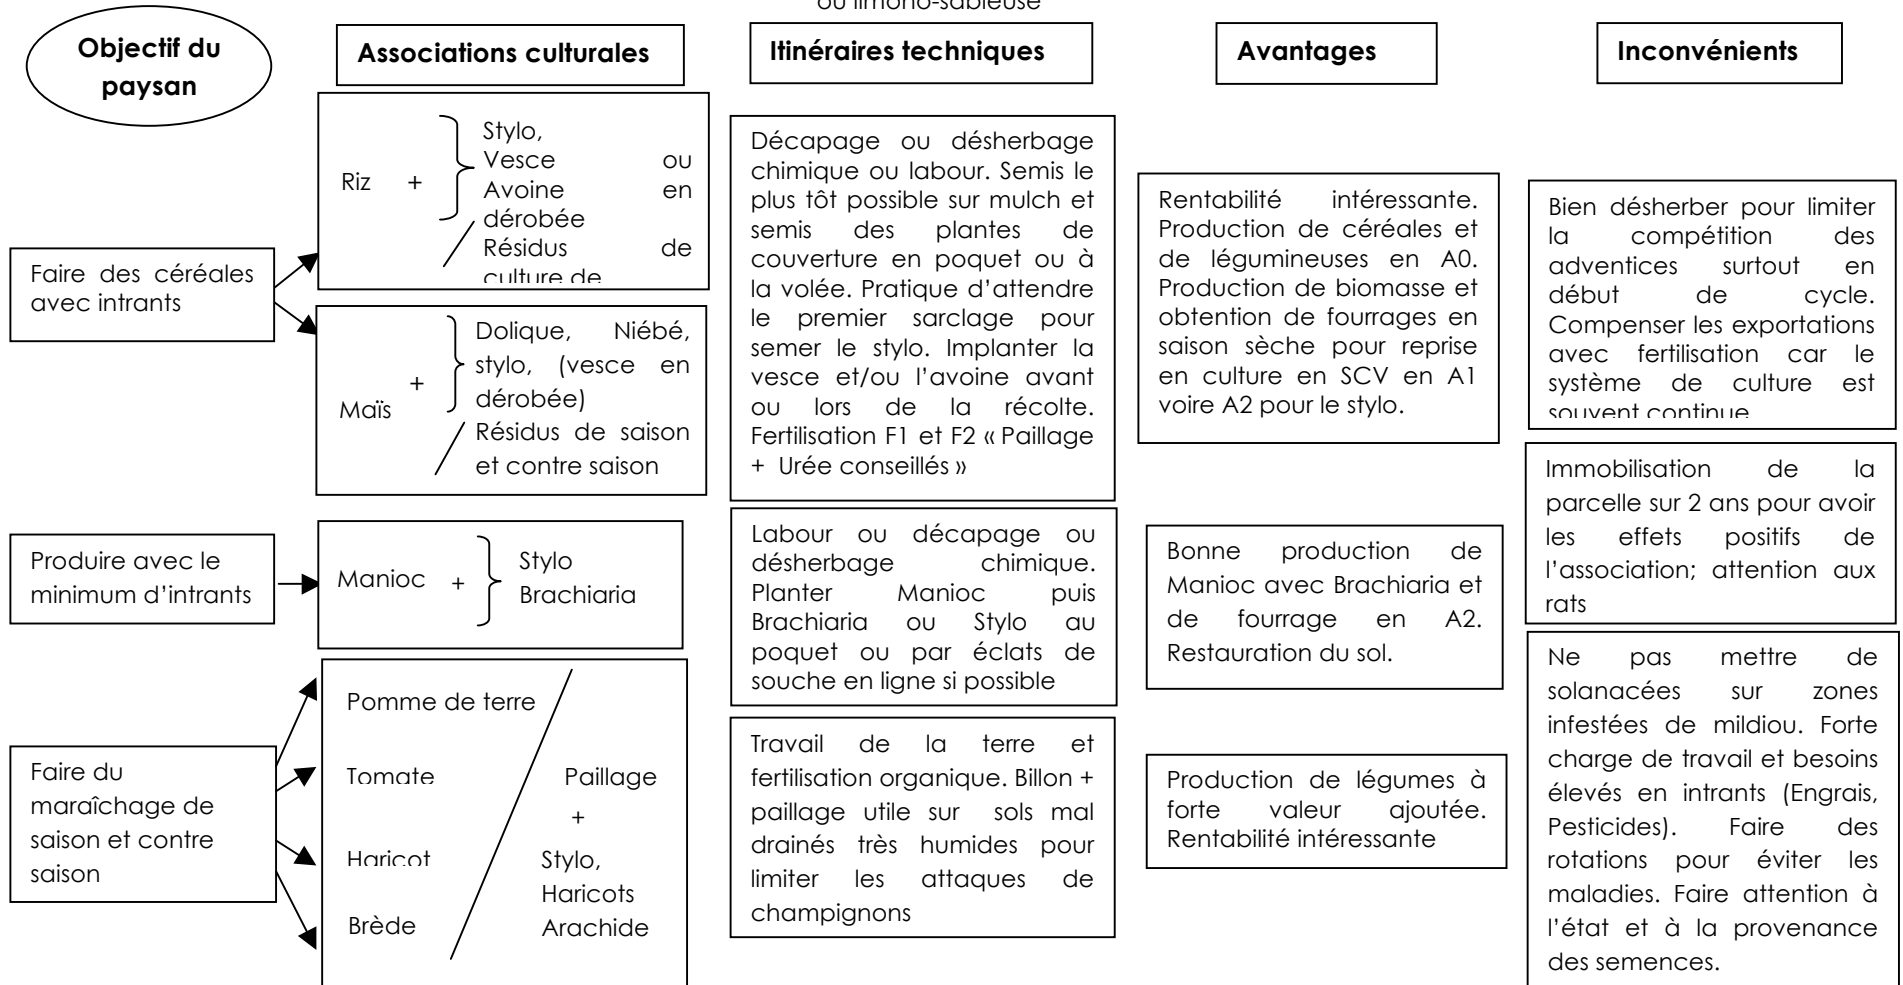 ou limono-sableuse
Objectif du
paysan
Associations culturales
Itinéraires techniques
Avantages
Inconvénients
Faire des céréales
avec intrants
Riz +
Stylo,
Vesce ou
Avoine en
dérobée
Résidus de
culture de
Maïs +
Dolique, Niébé,
stylo, (vesce en
dérobée)
Résidus de saison
et contre saison
Décapage ou désherbage
chimique ou labour. Semis le
plus tôt possible sur mulch et
semis des plantes de
couverture en poquet ou à
la volée. Pratique d’attendre
le premier sarclage pour
semer le stylo. Implanter la
vesce et/ou l’avoine avant
ou lors de la récolte.
Fertilisation F1 et F2 « Paillage
+ Urée conseillés »
Rentabilité intéressante.
Production de céréales et
de légumineuses en A0.
Production de biomasse et
obtention de fourrages en
saison sèche pour reprise
en culture en SCV en A1
voire A2 pour le stylo.
Bien désherber pour limiter
la compétition des
adventices surtout en
début de cycle.
Compenser les exportations
avec fertilisation car le
système de culture est
souvent continue
Produire avec le
minimum d’intrants
Manioc +
Stylo
Brachiaria
Labour ou décapage ou
désherbage chimique.
Planter Manioc puis
Brachiaria ou Stylo au
poquet ou par éclats de
souche en ligne si possible
Bonne production de
Manioc avec Brachiaria et
de fourrage en A2.
Restauration du sol.
Immobilisation de la
parcelle sur 2 ans pour avoir
les effets positifs de
l’association; attention aux
rats
Faire du
maraîchage de
saison et contre
saison
Pomme de terre
Tomate
Haricot
Brède
Paillage
+
Stylo,
Haricots
Arachide
Travail de la terre et
fertilisation organique. Billon +
paillage utile sur sols mal
drainés très humides pour
limiter les attaques de
champignons
Production de légumes à
forte valeur ajoutée.
Rentabilité intéressante
Ne pas mettre de
solanacées sur zones
infestées de mildiou. Forte
charge de travail et besoins
élevés en intrants (Engrais,
Pesticides). Faire des
rotations pour éviter les
maladies. Faire attention à
l’état et à la provenance
des semences.